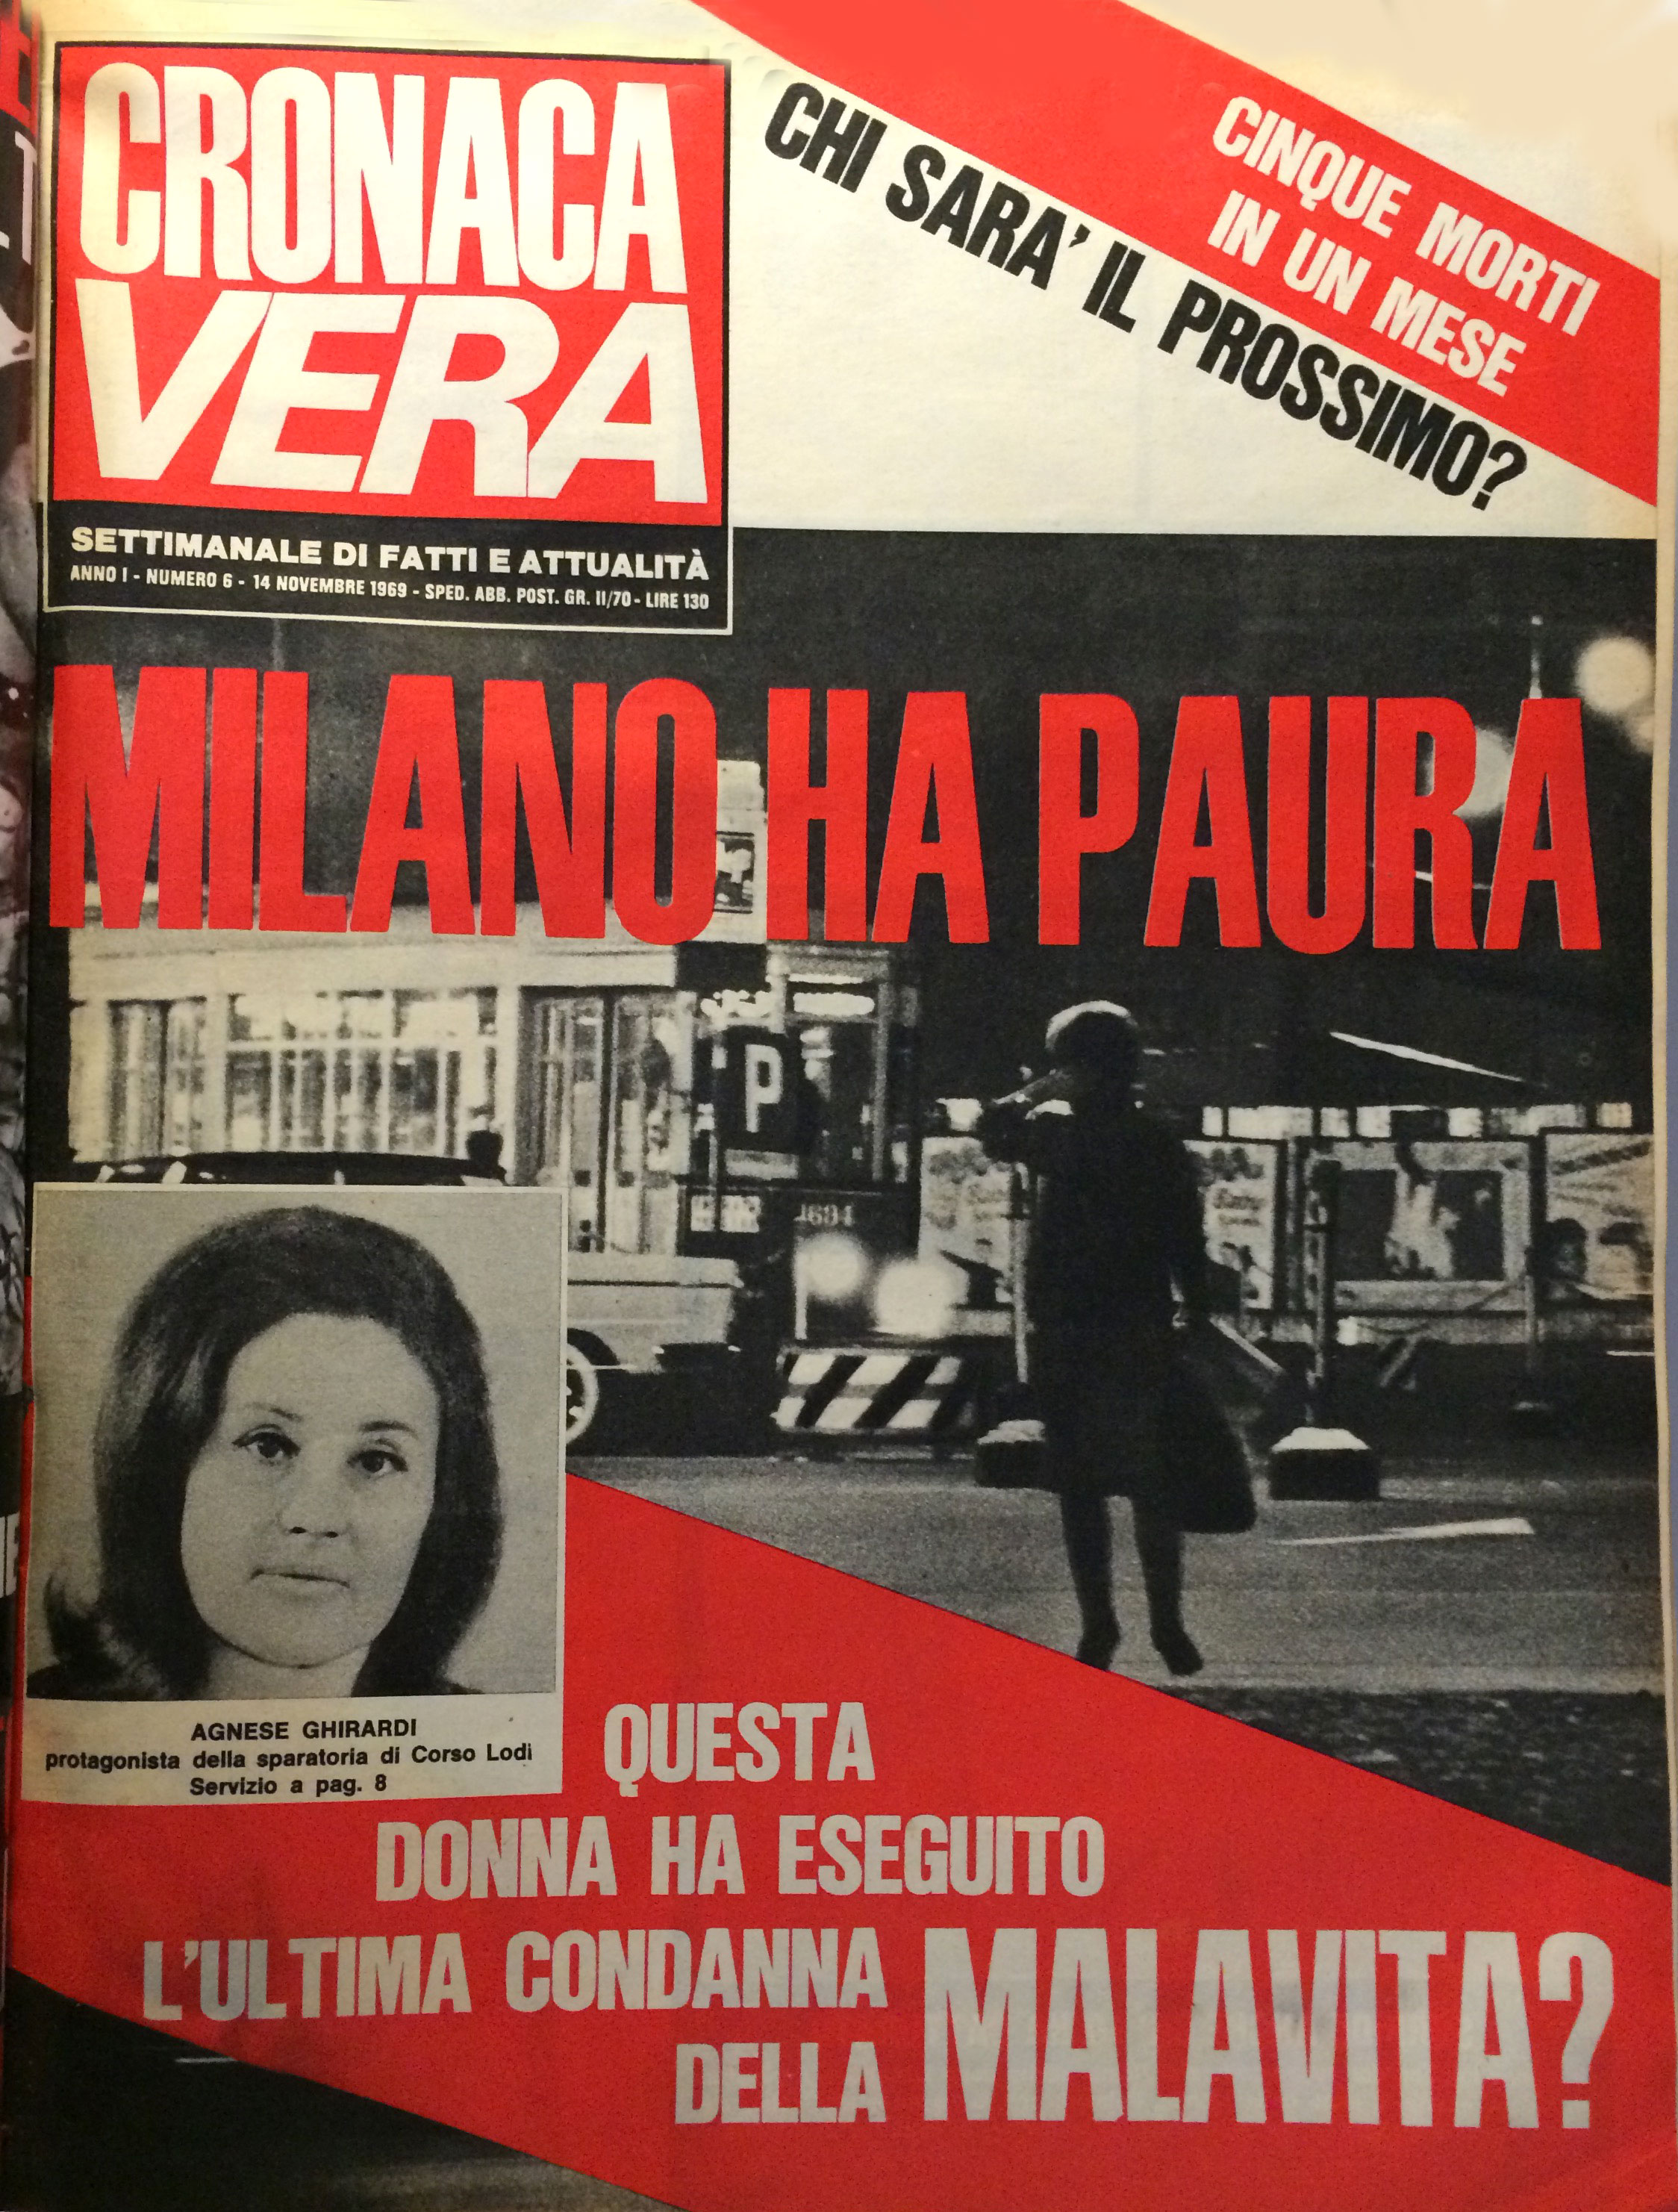 CRONACA
VERA
SETTIMANALE DI FATTI E ATTUALITÀ
ANNO I - NUMERO 6 - 14 NOVEMBRE 1969 - SPED. ABB. POST. GR. II/70 - LIRE 130
CINQUE MORTI
IN UN MESE
CHI SARA' IL PROSSIMO?
MILANO HA PAURA
P
1694
AGNESE GHIRARDI
protagonista della sparatoria di Corso Lodi
Servizio a pag. 8
QUESTA
DONNA HA ESEGUITO
L'ULTIMA CONDANNA
DELLA MALAVITA?